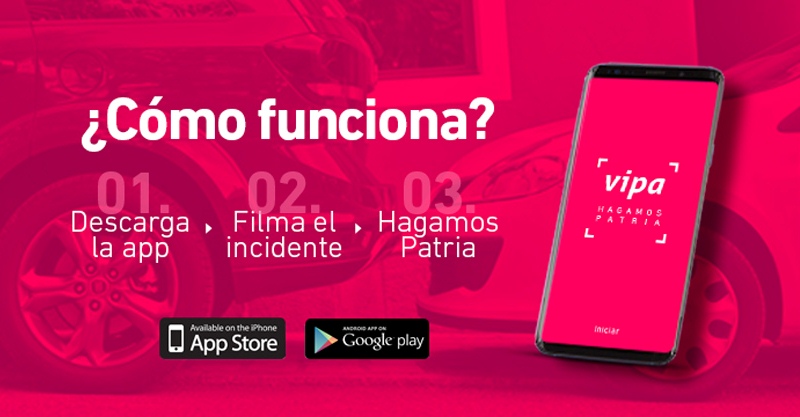 ¿Cómo funciona?
01.
Descarga
la app
02.
Filma el
incidente
03.
Hagamos
Patria
Available on the iPhone
App Store
ANDROID APP ON
Google play
vipa
HAGAMOS
PATRIA
iniciar